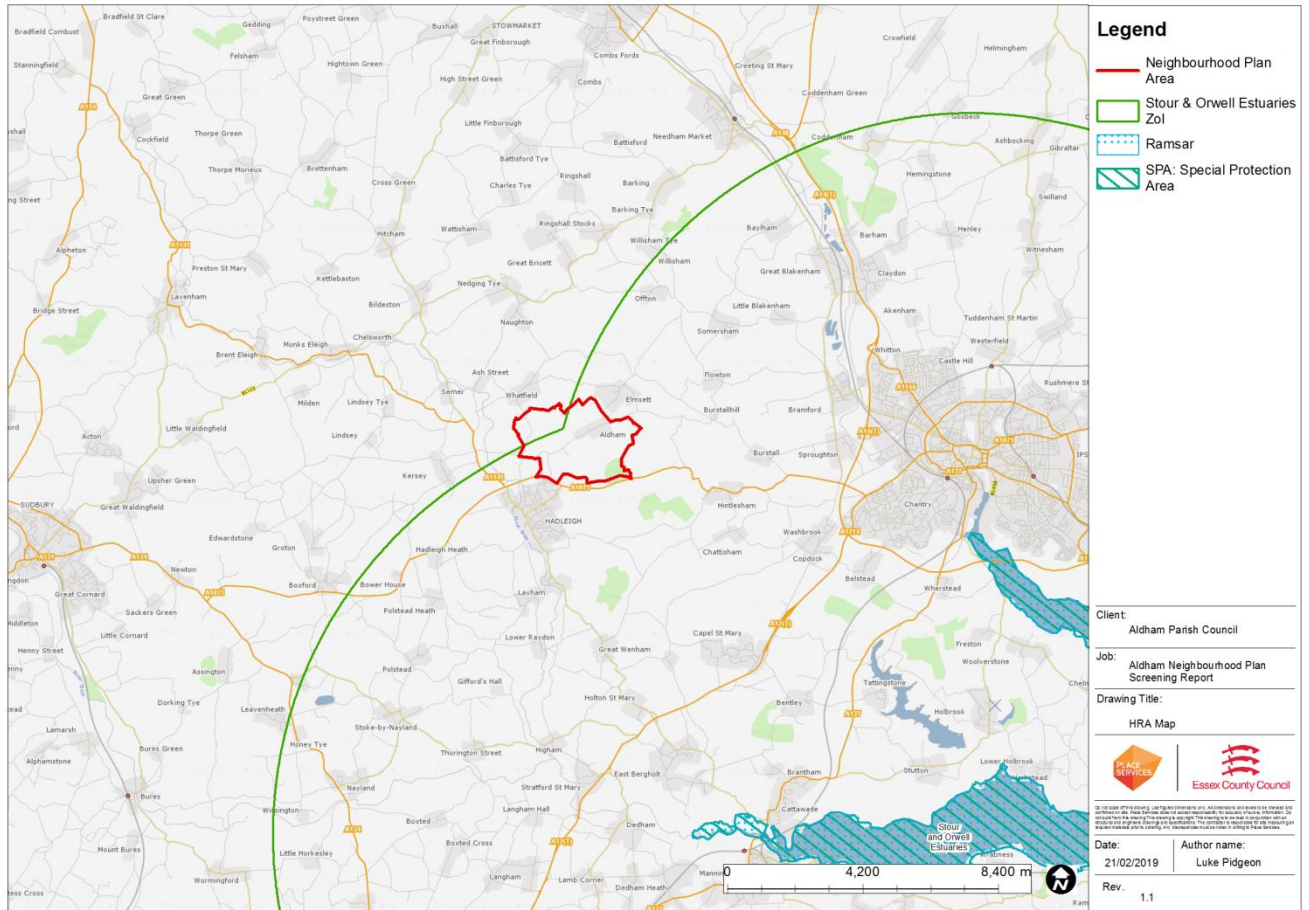 Legend
Neighbourhood Plan
Area
Stour & Orwell Estuaries
ZoI
Ramsar
SPA: Special Protection
Area
Client:
Aldham Parish Council
Job:
Aldham Neighbourhood Plan
Screening Report
Drawing Title:
HRA Map
PLACE
SERVICES
Essex County Council
Date:
21/02/2019
Author name:
Luke Pidgeon
Rev.
1.1
Bradfield St Clare
Gedding
Poystreet Green
Buxhall
STOWMARKET
Crowfield
Helmingham
Bradfield Combust
Great Finborough
Combs Fords
Stanningfield
Felsham
Hightown Green
Creeting St Mary
High Street Green
Combs
Coddenham Green
Great Green
Gosbeck
Cockfield
Thorpe Green
Little Finborough
Needham Market
Battisford
Coddenham
Ashbocking
Gibraltar
Thorpe Morieux
Brettenham
Battisford Tye
Ringshall
Barking
Hemingstone
Cross Green
Charles Tye
Swilland
Barking Tye
Alpheton
Hitcham
Wattisham
Ringshall Stocks
Baylham
Barham
Henley
Witnesham
Preston St Mary
Willisham Tye
Great Bricett
Willisham
Great Blakenham
Claydon
Kettlebaston
Nedging Tye
Lavenham
Bildeston
Offton
Little Blakenham
Bridge Street
Naughton
Akenham
Tuddenham St Martin
Somersham
Westerfield
Monks Eleigh
Chelsworth
Whitton
Castle Hill
Brent Eleigh
Ash Street
Flowton
Rushmere St
Semer
Whatfield
Elmsett
Milden
Lindsey Tye
Burstallhill
Bramford
Acton
Little Waldingfield
Lindsey
Aldham
Kersey
Burstall
Sproughton
Upsher Green
Great Waldingfield
HADLEIGH
Hintlesham
Chantry
SUDBURY
Edwardstone
Washbrook
Groton
Hadleigh Heath
Chattisham
Copdock
Newton
Boxford
Bower House
Belstead
Wherstead
Great Cornard
Sackers Green
Polstead Heath
Layham
Little Cornard
Lower Raydon
Capel St Mary
Freston
Henny Street
Assington
Polstead
Great Wenham
Woolverstone
Gifford's Hall
Tattingstone
Dorking Tye
Leavenheath
Holton St Mary
Bentley
Holbrook
Lamarsh
Stoke-by-Nayland
Bures Green
Honey Tye
Thorington Street
Higham
Lower Holbrook
Alphamstone
East Bergholt
Brantham
Stutton
Nayland
Stratford St Mary
Bures
Wissington
Langham Hall
Cattawade
Boxted
Dedham
Stour
and Orwell
Estuaries
Mount Bures
Boxted Cross
Little Horkesley
Wormingford
Langham
Lamb Corner
Dedham Heath
0
4,200
8,400 m
N